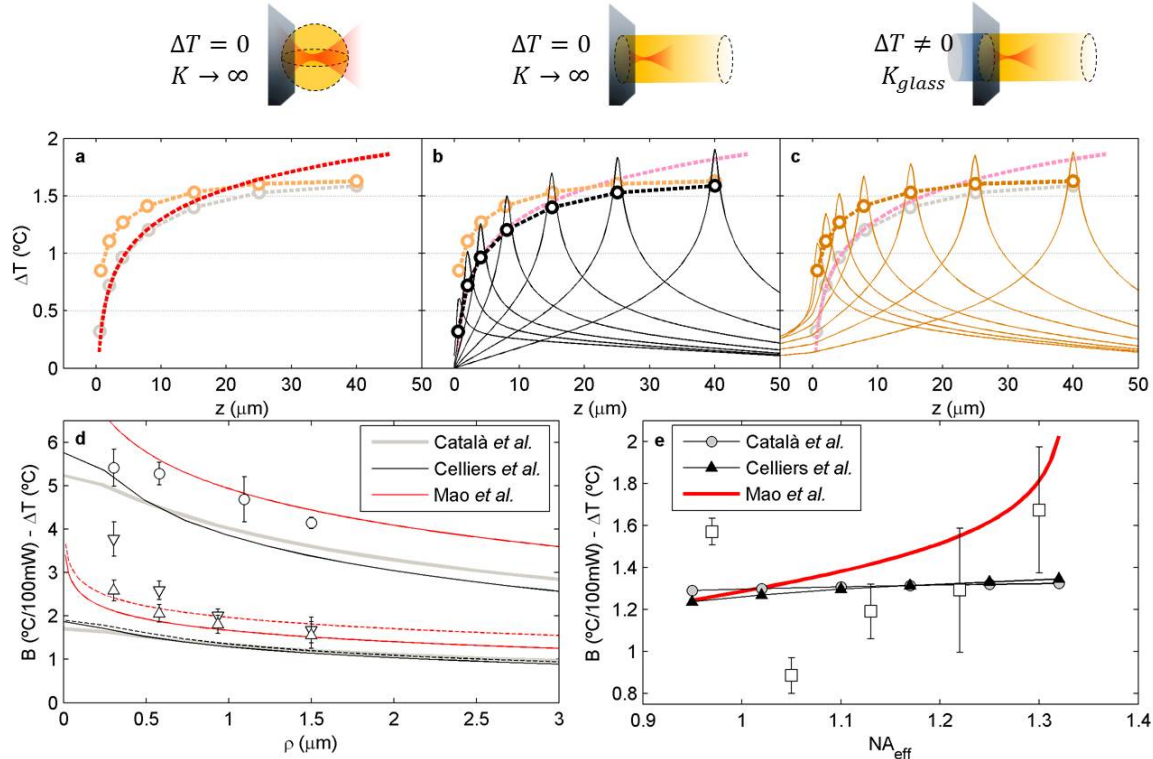 ΔT = 0
K → ∞
ΔT = 0
K → ∞
ΔT ≠ 0
K_glass
a
b
c
2
1.5
1
0.5
0
ΔT (ºC)
0 10 20 30 40 50
0 10 20 30 40 50
0 10 20 30 40 50
z (μm)
z (μm)
z (μm)
d
Català et al.
Celliers et al.
Mao et al.
6
5
4
3
2
1
0
B (ºC/100mW) - ΔT (ºC)
0 0.5 1 1.5 2 2.5 3
ρ (μm)
e
Català et al.
Celliers et al.
Mao et al.
2
1.8
1.6
1.4
1.2
1
0.8
B (ºC/100mW) - ΔT (ºC)
0.9 1 1.1 1.2 1.3 1.4
NA_eff